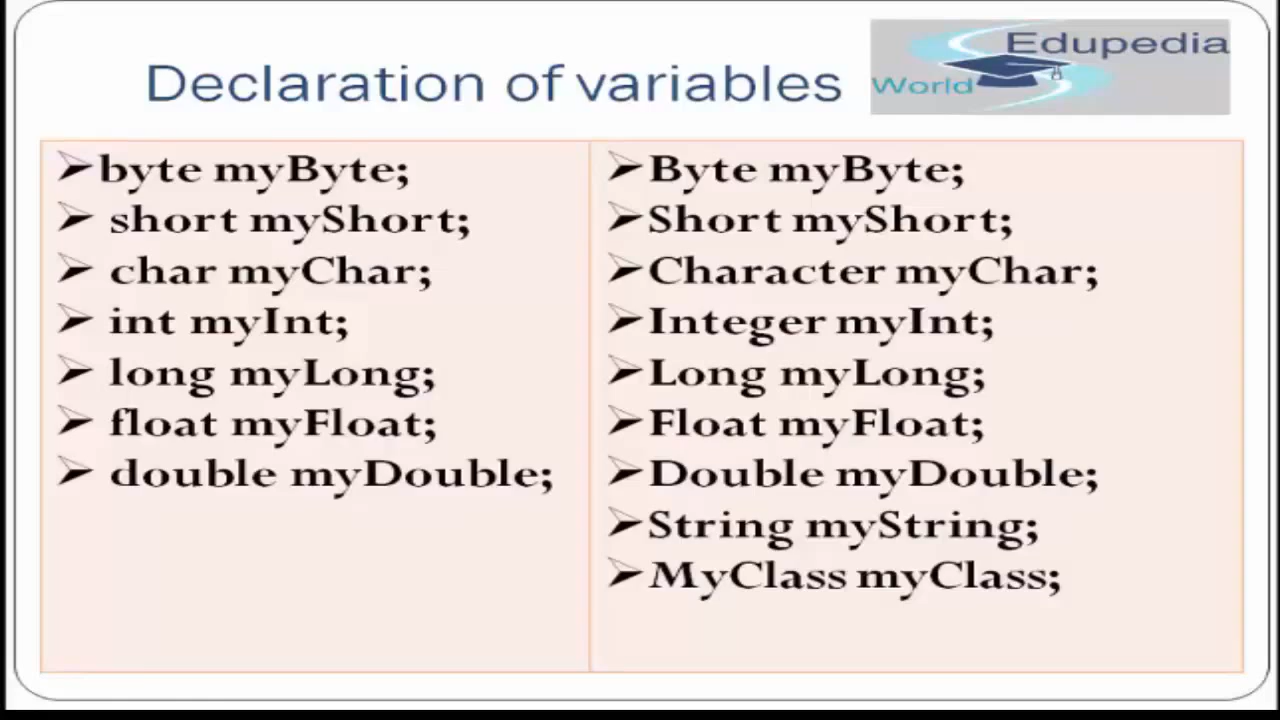 Declaration of variables
Edupedia
World
➢byte myByte;
➢ short myShort;
➢ char myChar;
➢ int myInt;
➢ long myLong;
➢ float myFloat;
➢ double myDouble;
➢Byte myByte;
➢Short myShort;
➢Character myChar;
➢Integer myInt;
➢Long myLong;
➢Float myFloat;
➢Double myDouble;
➢String myString;
➢MyClass myClass;